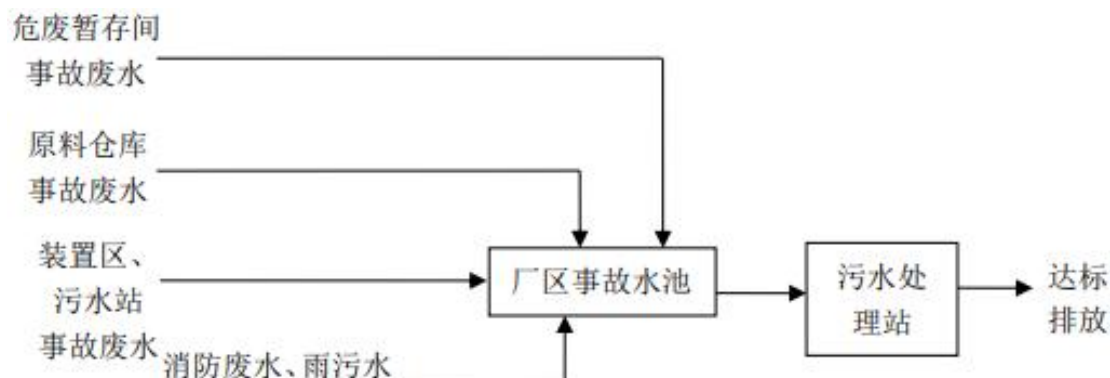 危废暂存间
事故废水
原料仓库
事故废水
装置区、
污水站
事故废水
消防废水、雨污水
厂区事故水池
污水处
理站
达标
排放